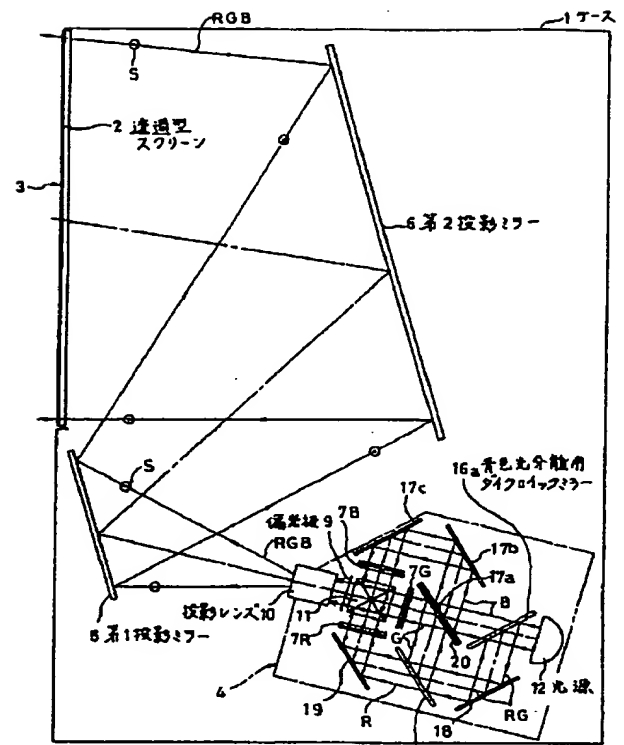 RGB
1 ケース
S
2 透過型
スクリーン
3
6 第2投影ミラー
S
16a 青色光分離用
ダイクロイックミラー
17c
偏光板 9
7B
RGB
17b
7G
17a
B
投影レンズ 10
11
5 第1投影ミラー
7R
G
20
12 光源
4
19
R
18
RG